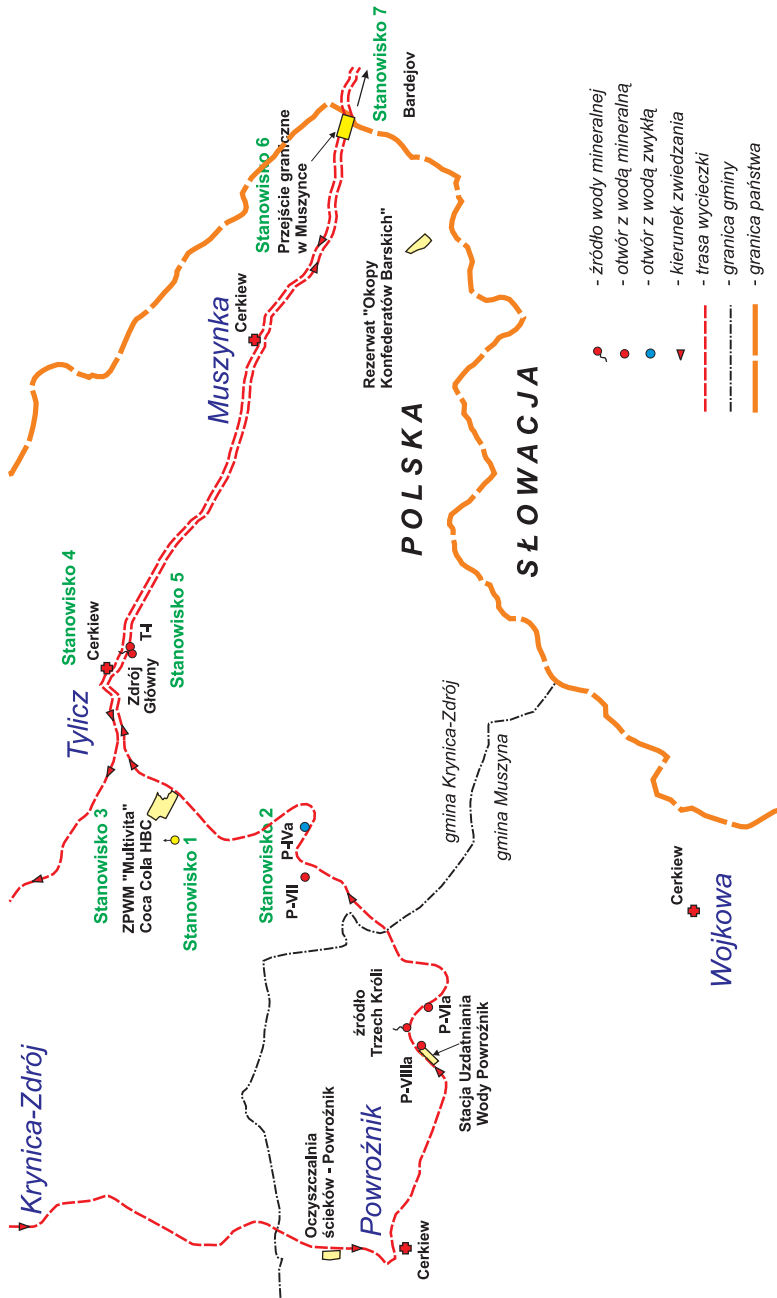 Krynica-Zdrój
Stanowisko 3
ZPWM "Multivita"
Coca Cola HBC
Stanowisko 1
Tylicz
Stanowisko 4
Cerkiew
Zdrój
Główny
T-I
Stanowisko 5
Muszynka
Cerkiew
Stanowisko 6
Przejście graniczne
w Muszynce
Stanowisko 7
Bardejov
Stanowisko 2
P-VII
P-IVa
Oczyszczalnia
ścieków - Powroźnik
Powroźnik
Cerkiew
źródło
Trzech Króli
P-VIIIa
P-VIa
Stacja Uzdatniania
Wody Powroźnik
gmina Krynica-Zdrój
gmina Muszyna
Rezerwat "Okopy
Konfederatów Barskich"
POLSKA
SŁOWACJA
Cerkiew
Wojkowa
- źródło wody mineralnej
- otwór z wodą mineralną
- otwór z wodą zwykłą
- kierunek zwiedzania
- trasa wycieczki
- granica gminy
- granica państwa